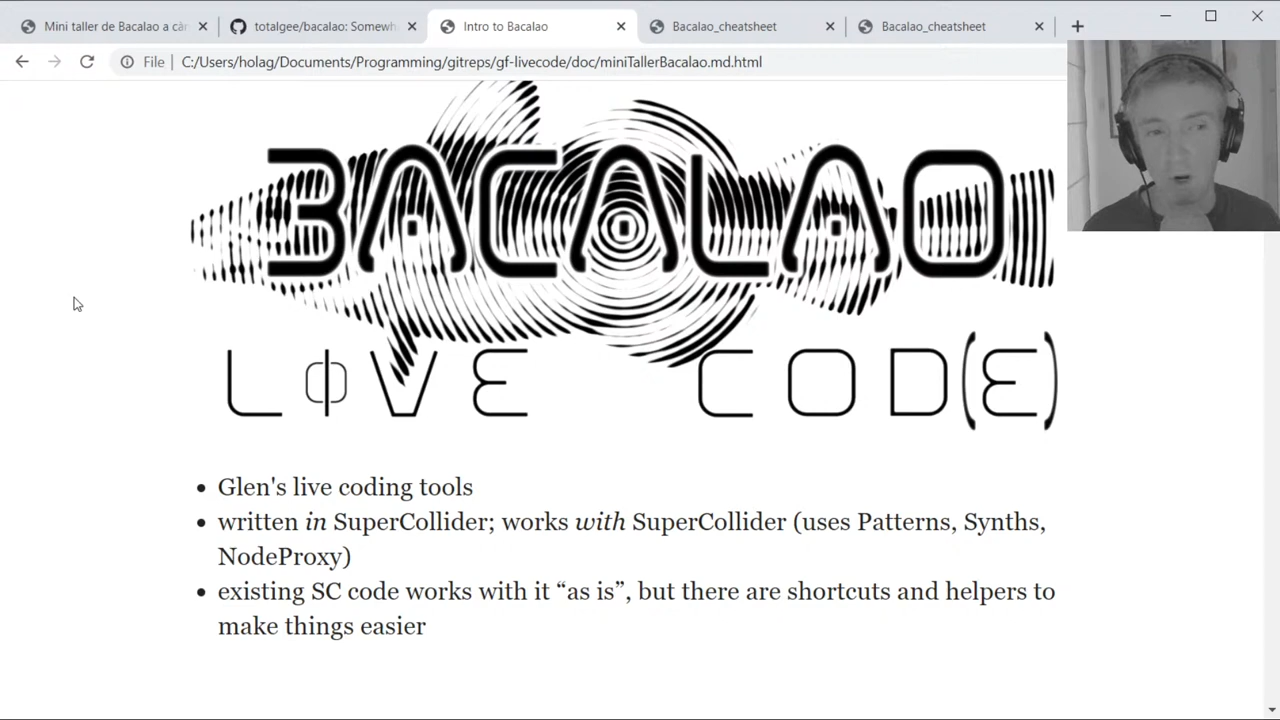 Mini taller de Bacalao a càr
totalgee/bacalao: Somewh
Intro to Bacalao
Bacalao_cheatsheet
Bacalao_cheatsheet
File
C:/Users/holag/Documents/Programming/gitreps/gf-livecode/doc/miniTallerBacalao.md.html
BACALAO
LIVE COD(E)
• Glen's live coding tools
• written in SuperCollider; works with SuperCollider (uses Patterns, Synths,
NodeProxy)
• existing SC code works with it “as is”, but there are shortcuts and helpers to
make things easier